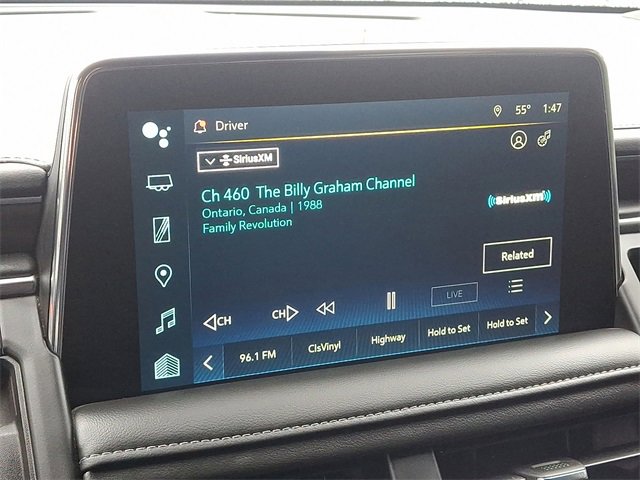 Driver
55° 1:47
SiriusXM
Ch 460 The Billy Graham Channel
Ontario, Canada | 1988
Family Revolution
((SiriusXM))
Related
CH
CH
LIVE
96.1 FM
ClsVinyl
Highway
Hold to Set
Hold to Set